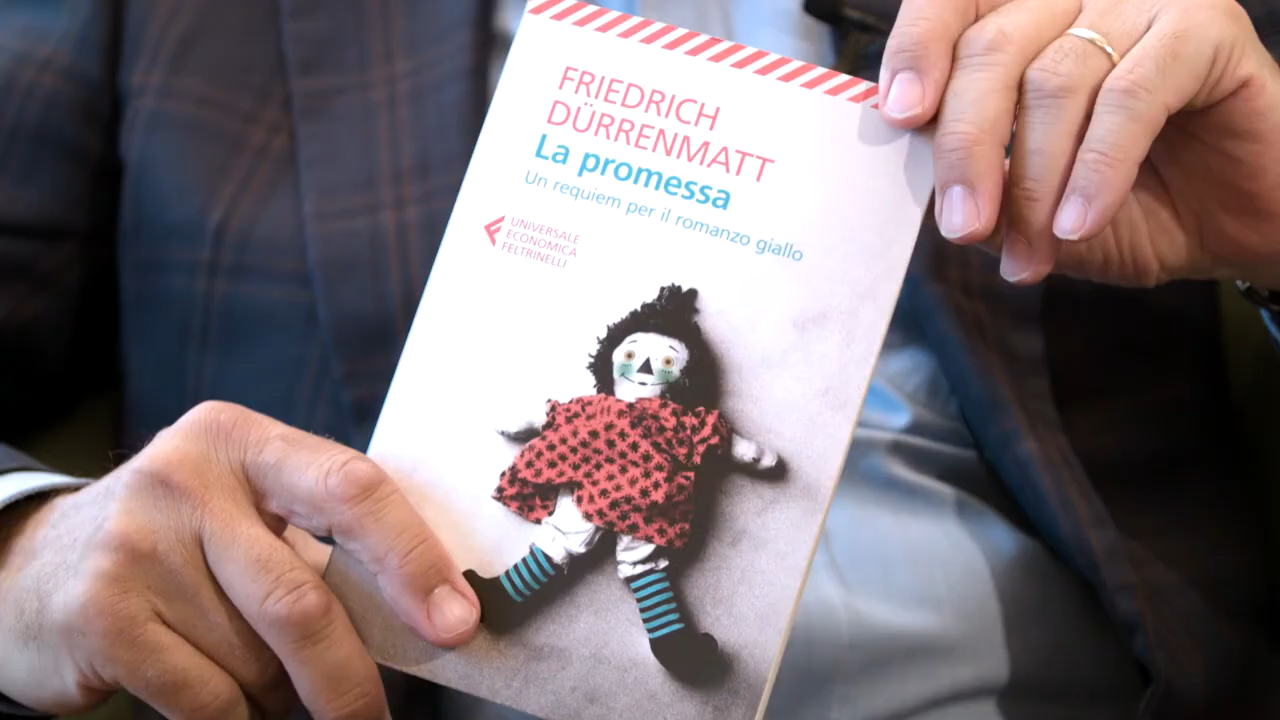 FRIEDRICH
DÜRRENMATT
La promessa
Un requiem per il romanzo giallo
UNIVERSALE
ECONOMICA
FELTRINELLI